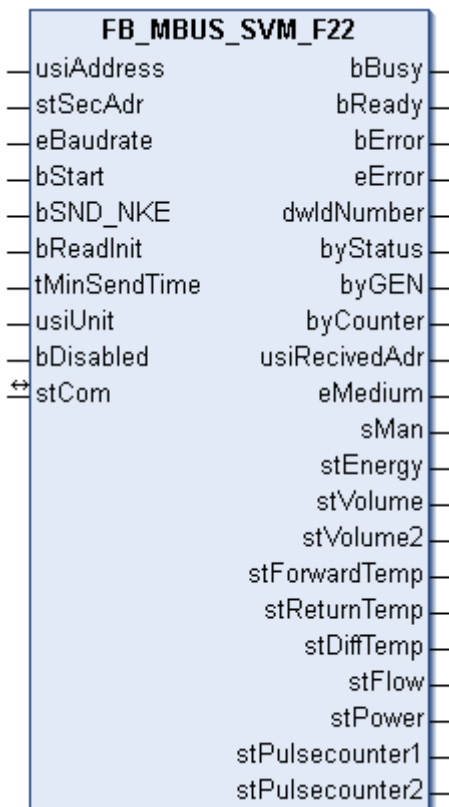 FB_MBUS_SVM_F22
usiAddress bBusy
stSecAdr bReady
eBaudrate bError
bStart eError
bSND_NKE dwIdNumber
bReadInit byStatus
tMinSendTime byGEN
usiUnit byCounter
bDisabled usiRecivedAdr
stCom eMedium
sMan
stEnergy
stVolume
stVolume2
stForwardTemp
stReturnTemp
stDiffTemp
stFlow
stPower
stPulsecounter1
stPulsecounter2